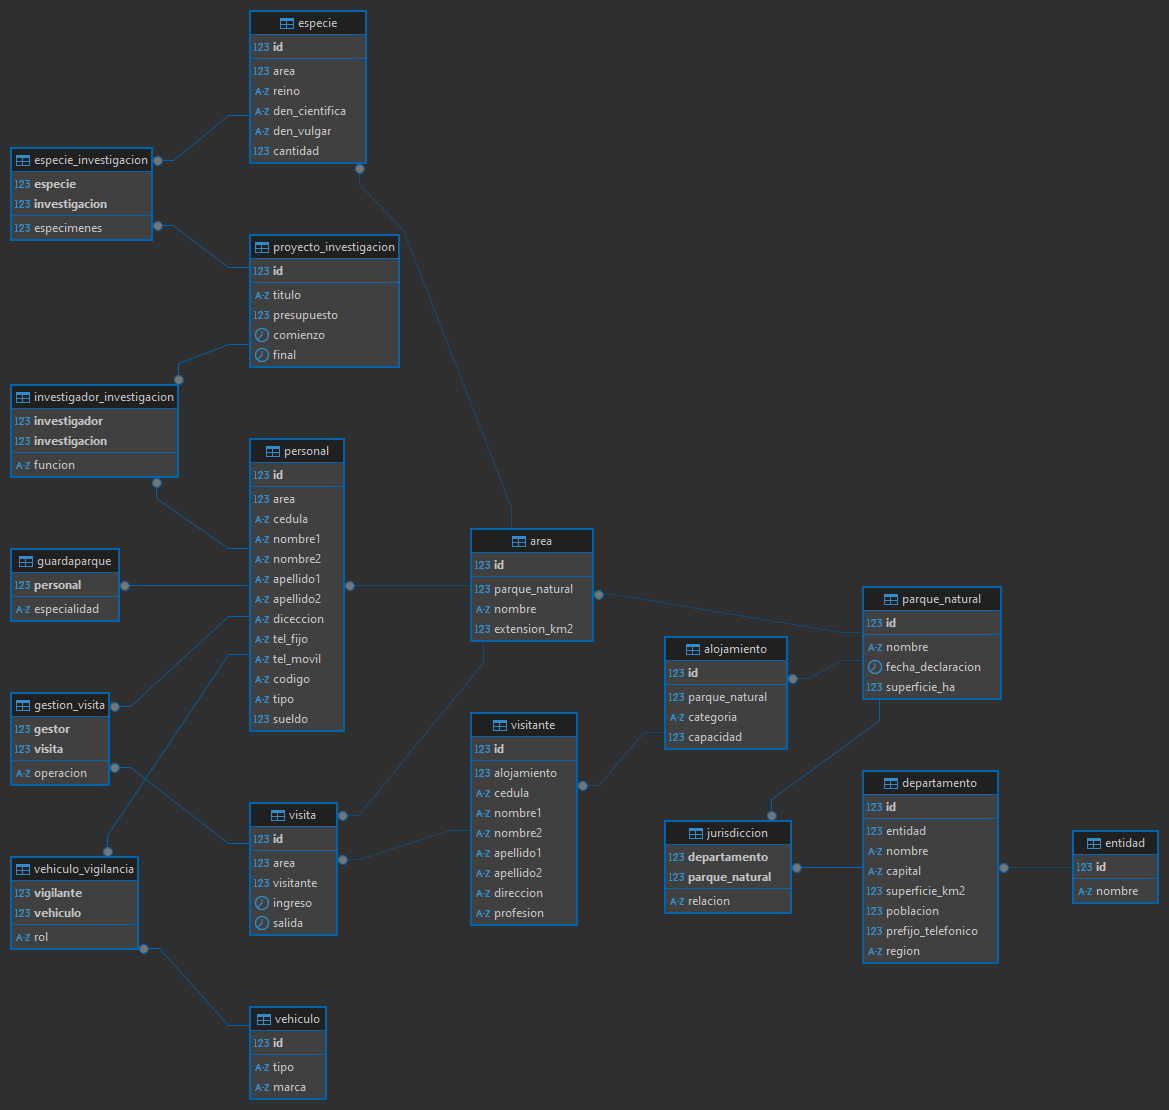 especie
123 id
123 area
A-Z reino
A-Z den_cientifica
A-Z den_vulgar
123 cantidad
especie_investigacion
123 especie
123 investigacion
123 especimenes
proyecto_investigacion
123 id
A-Z titulo
123 presupuesto
comienzo
final
investigador_investigacion
123 investigador
123 investigacion
A-Z funcion
personal
123 id
123 area
A-Z cedula
A-Z nombre1
A-Z nombre2
A-Z apellido1
A-Z apellido2
A-Z diceccion
A-Z tel_fijo
A-Z tel_movil
A-Z codigo
A-Z tipo
123 sueldo
guardaparque
123 personal
A-Z especialidad
area
123 id
123 parque_natural
A-Z nombre
123 extension_km2
parque_natural
123 id
A-Z nombre
fecha_declaracion
123 superficie_ha
alojamiento
123 id
123 parque_natural
A-Z categoria
123 capacidad
gestion_visita
123 gestor
123 visita
A-Z operacion
visitante
123 id
123 alojamiento
A-Z cedula
A-Z nombre1
A-Z nombre2
A-Z apellido1
A-Z apellido2
A-Z direccion
A-Z profesion
departamento
123 id
123 entidad
A-Z nombre
A-Z capital
123 superficie_km2
123 poblacion
123 prefijo_telefonico
A-Z region
visita
123 id
123 area
123 visitante
ingreso
salida
jurisdiccion
123 departamento
123 parque_natural
A-Z relacion
entidad
123 id
A-Z nombre
vehiculo_vigilancia
123 vigilante
123 vehiculo
A-Z rol
vehiculo
123 id
A-Z tipo
A-Z marca